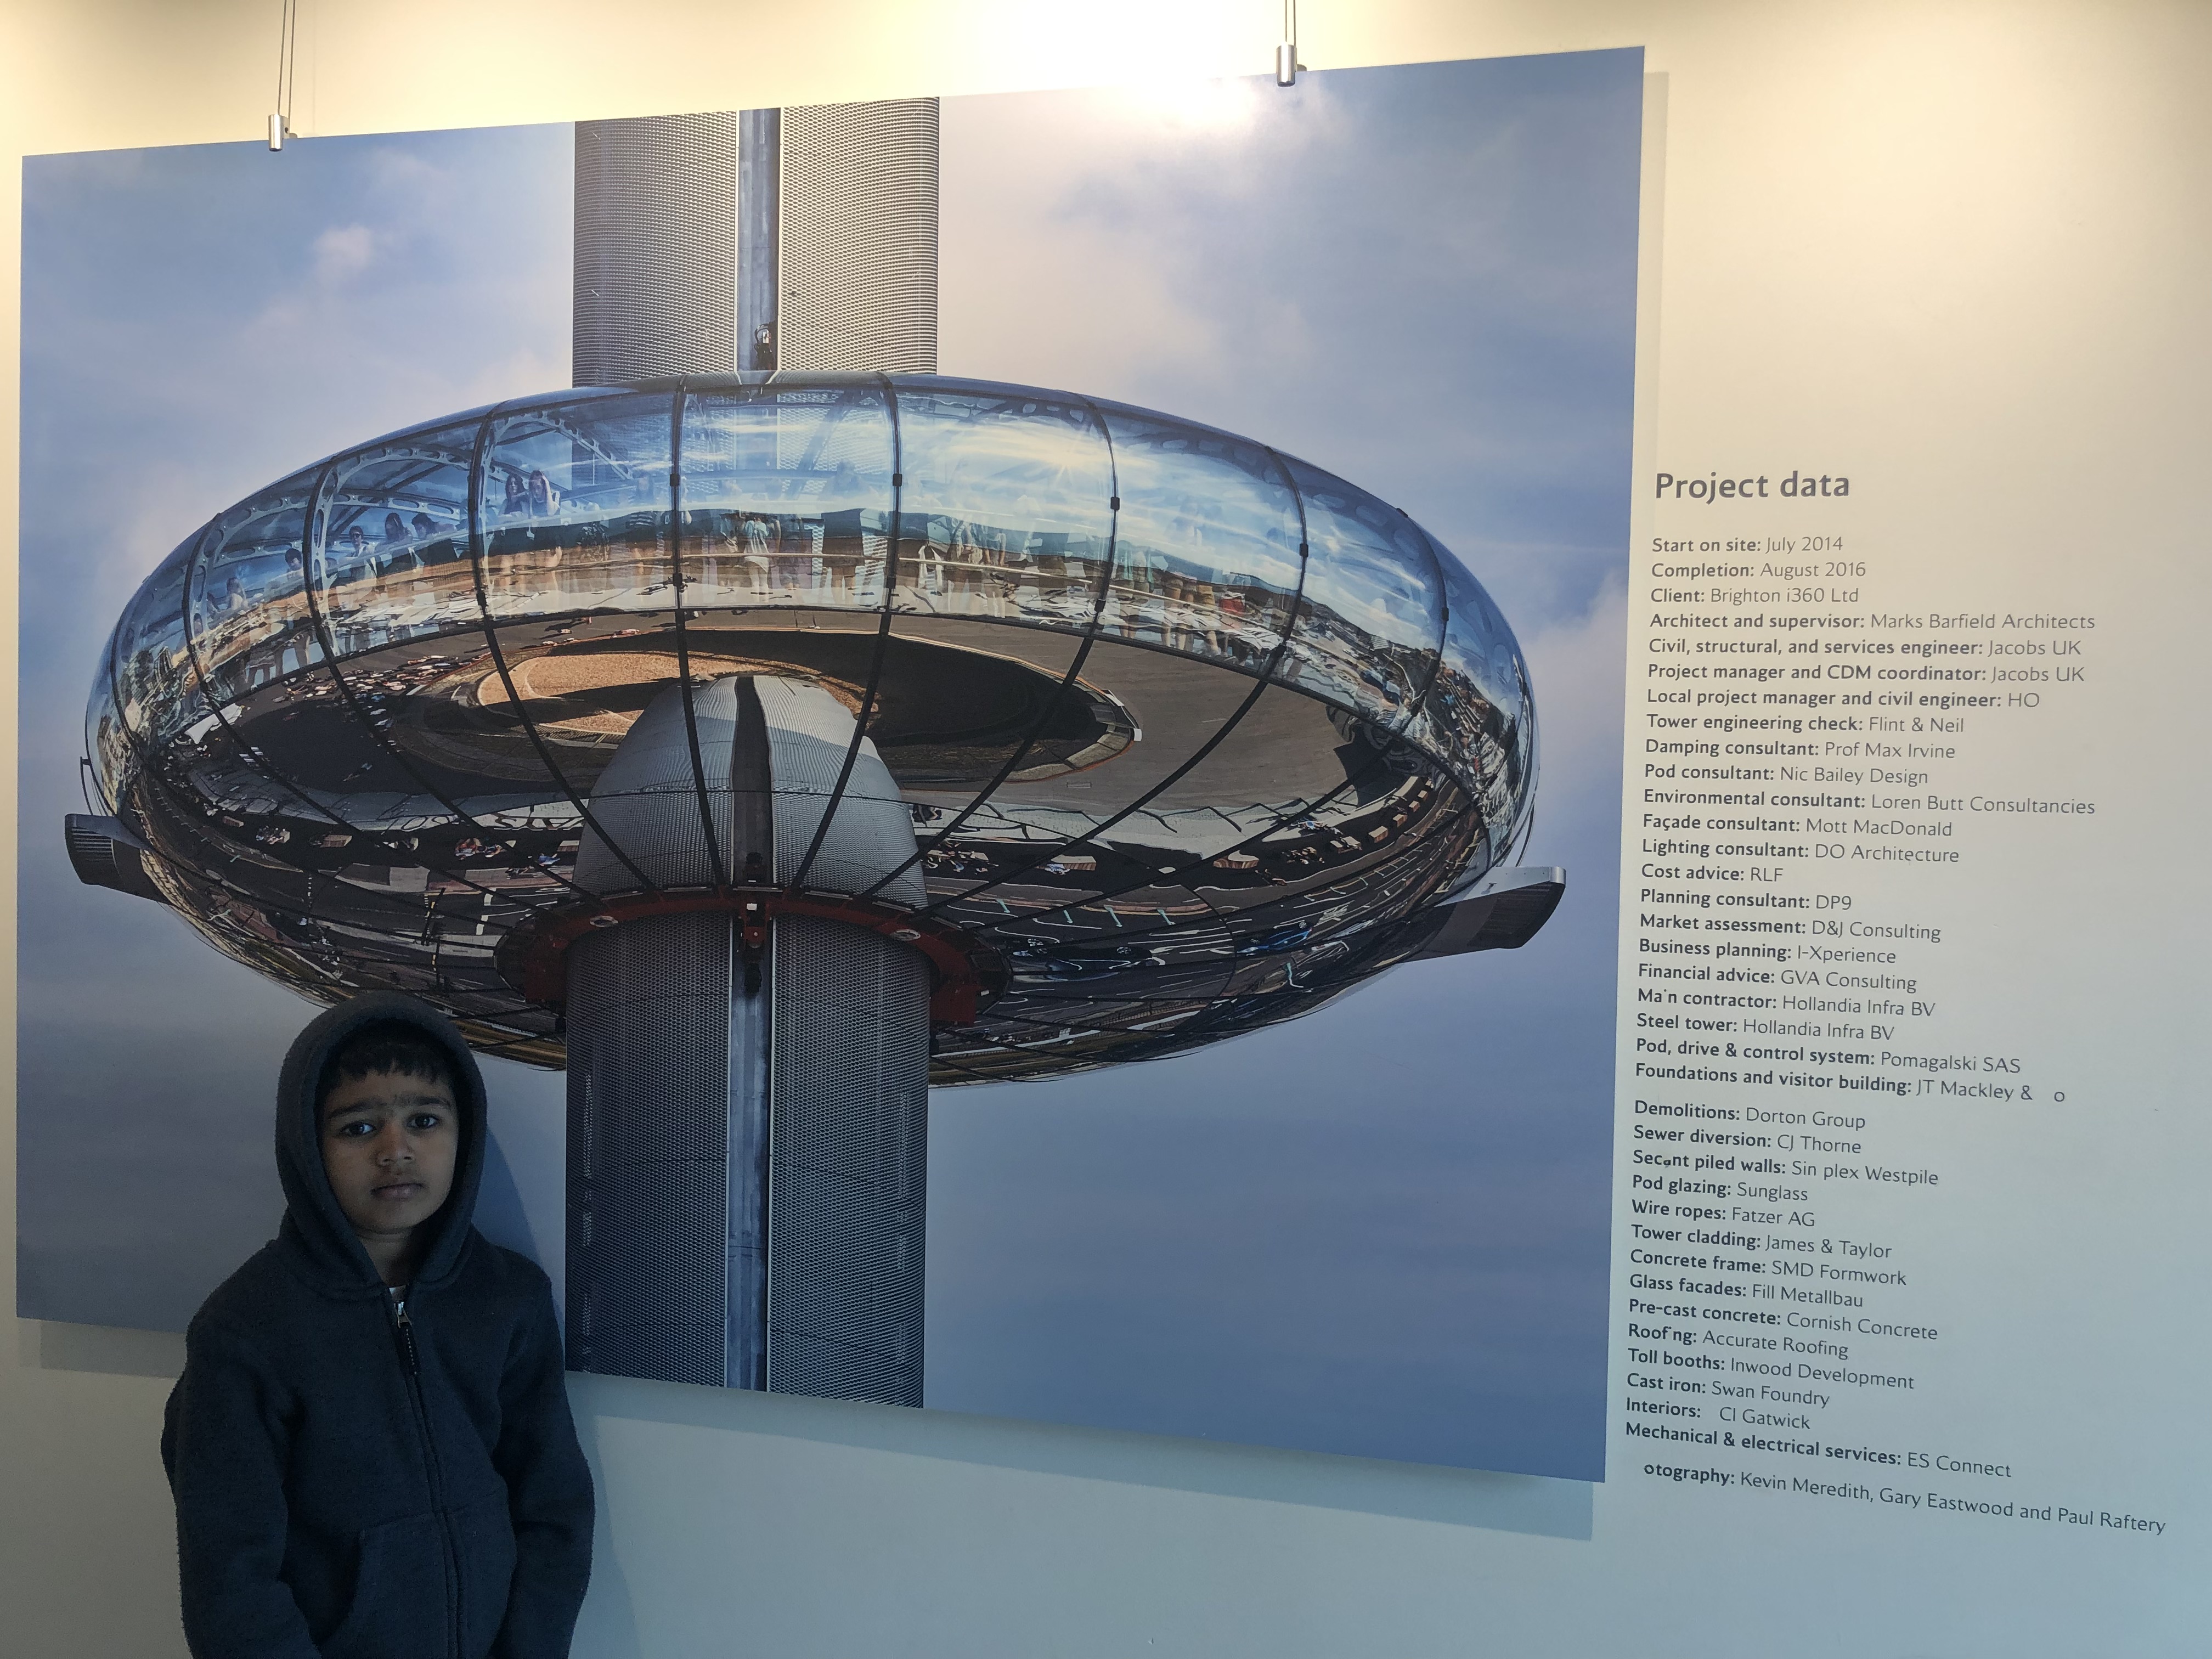 Project data
Start on site: July 2014
Completion: August 2016
Client: Brighton i360 Ltd
Architect and supervisor: Marks Barfield Architects
Civil, structural, and services engineer: Jacobs UK
Project manager and CDM coordinator: Jacobs UK
Local project manager and civil engineer: HO
Tower engineering check: Flint & Neil
Damping consultant: Prof Max Irvine
Pod consultant: Nic Bailey Design
Environmental consultant: Loren Butt Consultancies
Façade consultant: Mott MacDonald
Lighting consultant: DO Architecture
Cost advice: RLF
Planning consultant: DP9
Market assessment: D&J Consulting
Business planning: I-Xperience
Financial advice: GVA Consulting
Ma n contractor: Hollandia Infra BV
Steel tower: Hollandia Infra BV
Pod, drive & control system: Pomagalski SAS
Foundations and visitor building: JT Mackley & o
Demolitions: Dorton Group
Sewer diversion: CJ Thorne
Secant piled walls: Sin plex Westpile
Pod glazing: Sunglass
Wire ropes: Fatzer AG
Tower cladding: James & Taylor
Concrete frame: SMD Formwork
Glass facades: Fill Metallbau
Pre-cast concrete: Cornish Concrete
Roofing: Accurate Roofing
Toll booths: Inwood Development
Cast iron: Swan Foundry
Interiors: CI Gatwick
Mechanical & electrical services: ES Connect
otography: Kevin Meredith, Gary Eastwood and Paul Raftery